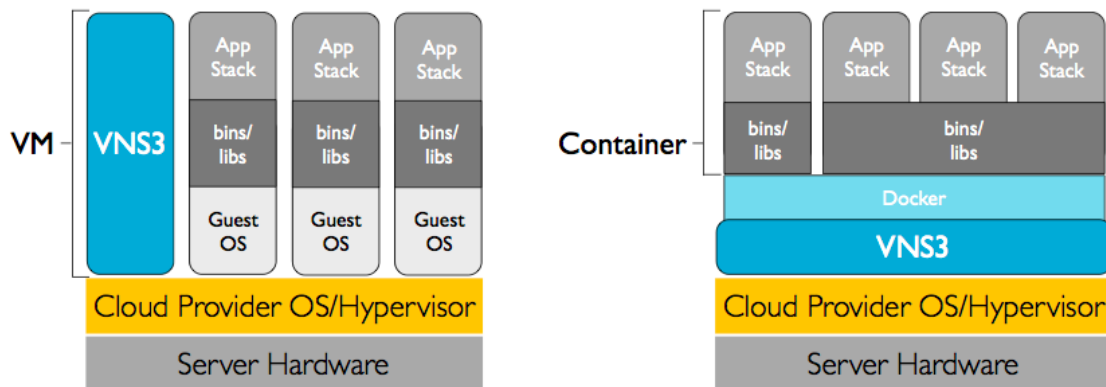 VM
VNS3
App
Stack
bins/
libs
Guest
OS
App
Stack
bins/
libs
Guest
OS
App
Stack
bins/
libs
Guest
OS
Cloud Provider OS/Hypervisor
Server Hardware
Container
App
Stack
App
Stack
App
Stack
App
Stack
bins/
libs
bins/
libs
Docker
VNS3
Cloud Provider OS/Hypervisor
Server Hardware